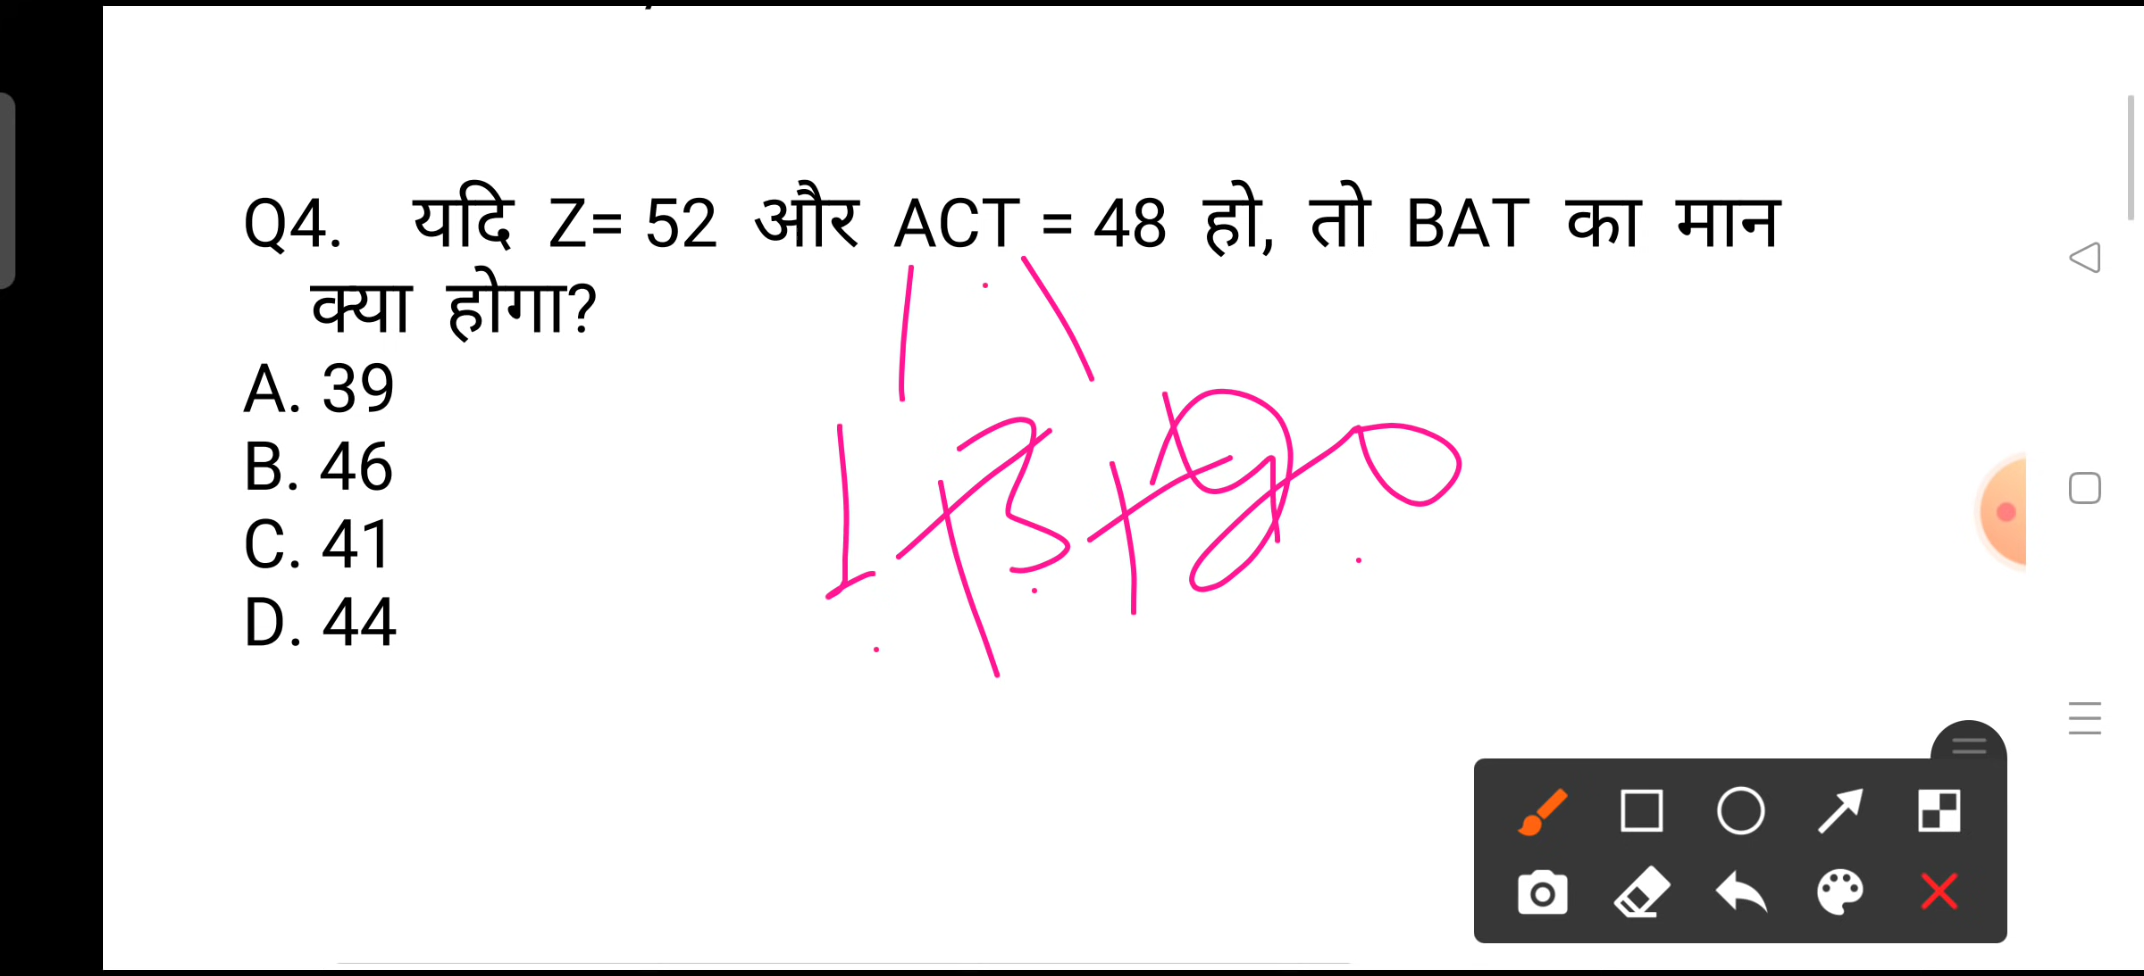 Q4. यदि Z= 52 और ACT = 48 हो, तो BAT का मान
क्या होगा?
A. 39
B. 46
C. 41
D. 44
1+3+20